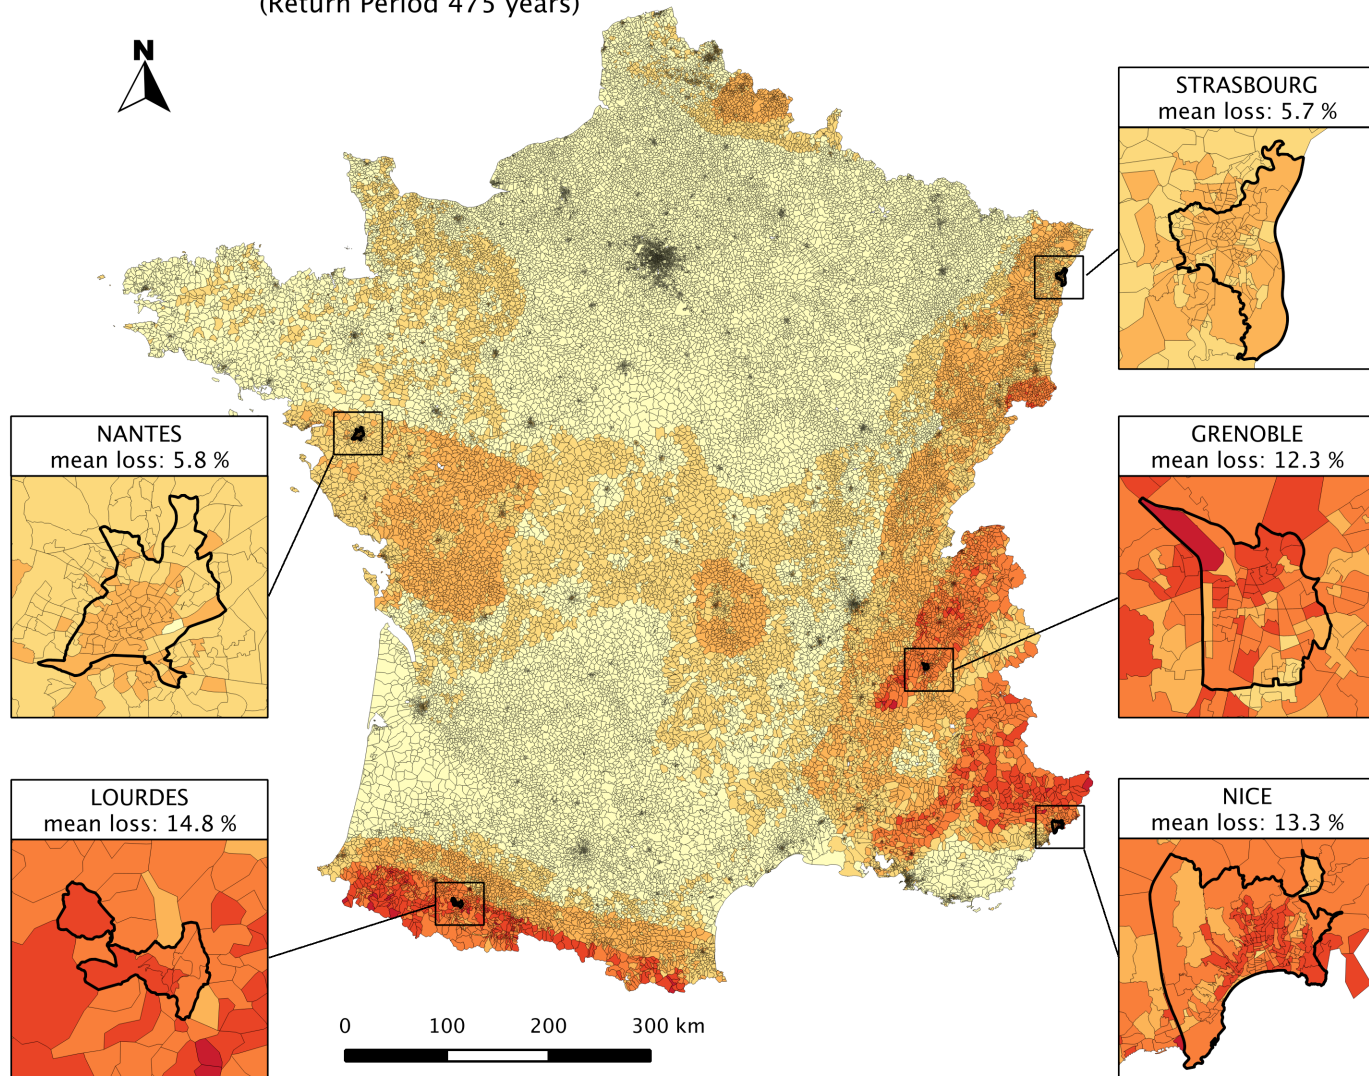 (Return Period 475 years)
N
STRASBOURG
mean loss: 5.7 %
NANTES
mean loss: 5.8 %
GRENOBLE
mean loss: 12.3 %
LOURDES
mean loss: 14.8 %
NICE
mean loss: 13.3 %
0 100 200 300 km